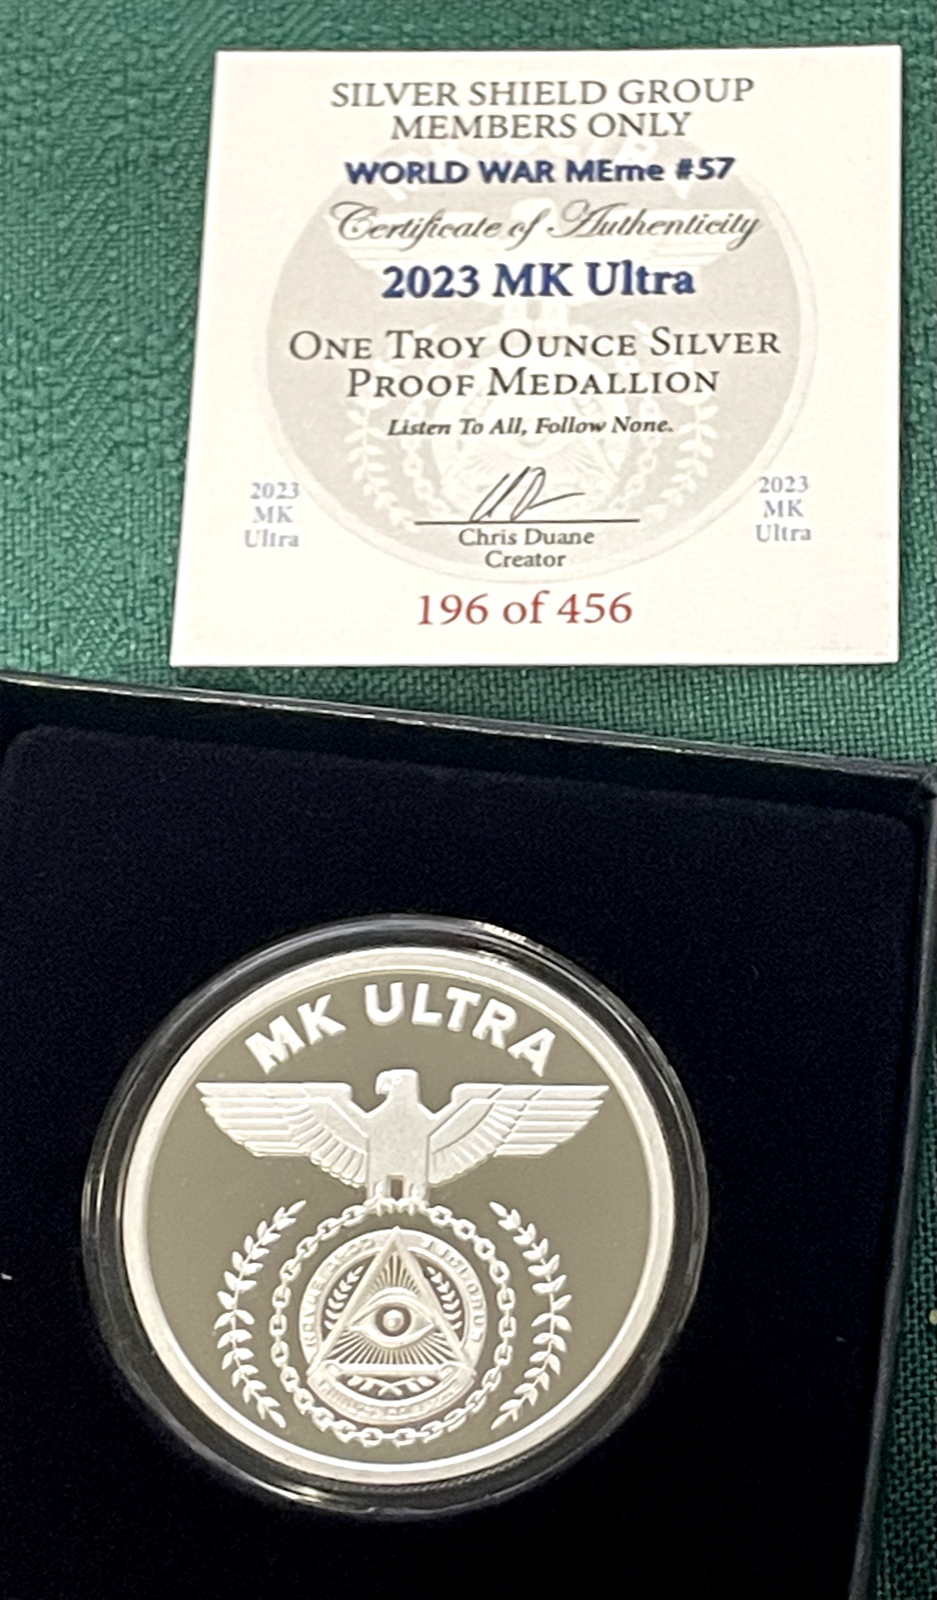 SILVER SHIELD GROUP
MEMBERS ONLY
WORLD WAR MEme #57
Certificate of Authenticity
2023 MK Ultra
ONE TROY OUNCE SILVER
PROOF MEDALLION
Listen To All, Follow None.
2023
MK
Ultra
2023
MK
Ultra
Chris Duane
Creator
196 of 456
MK ULTRA